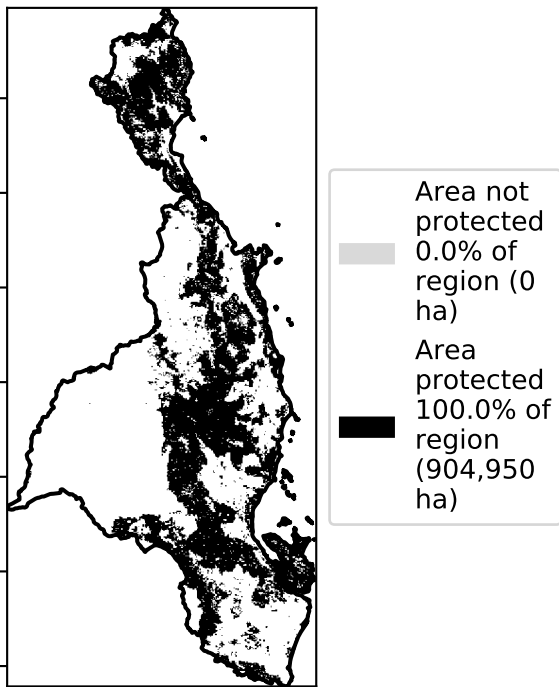 Area not
protected
0.0% of
region (0
ha)
Area
protected
100.0% of
region
(904,950
ha)